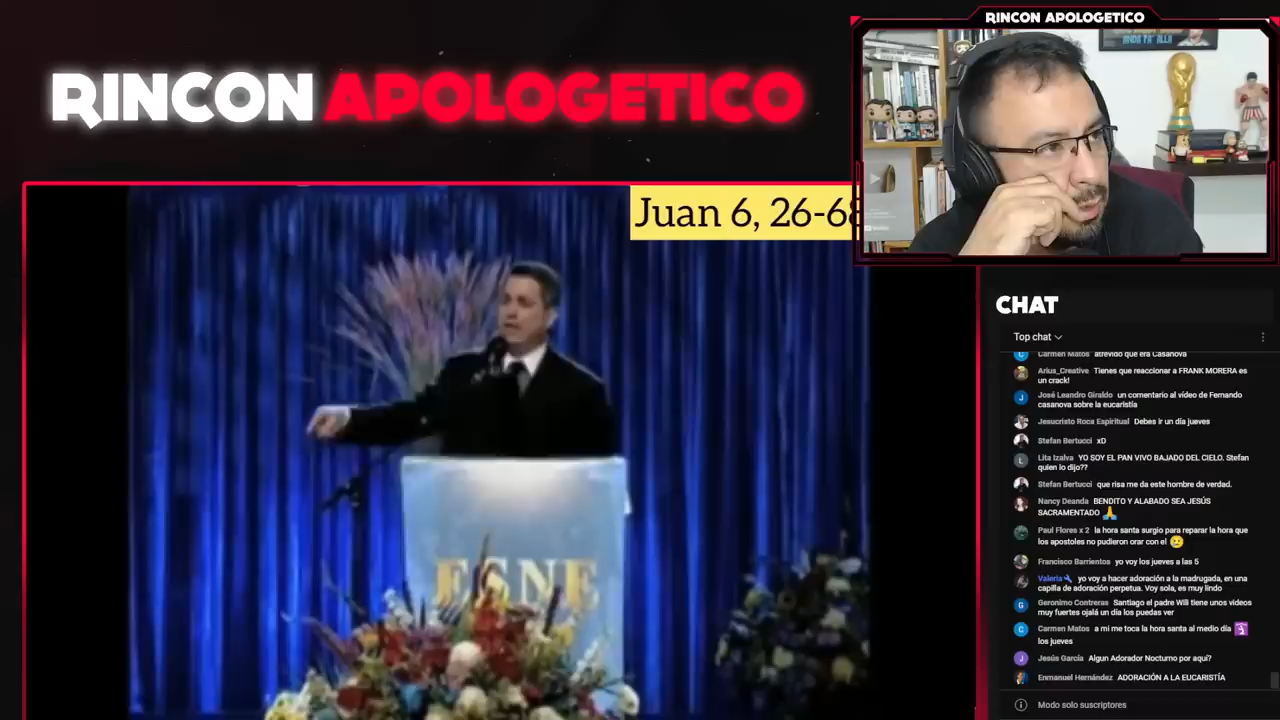 RINCON APOLOGETICO
ANDA PA' ALLA
RINCON APOLOGETICO
Juan 6, 26-68
ESNE
CHAT
Top chat
Carmen Matos atrevido que era Casanova
Arius_Creative Tienes que reaccionar a FRANK MORERA es
un crack!
José Leandro Giraldo un comentario al vídeo de Fernando
casanova sobre la eucaristía
Jesucristo Roca Espiritual Debes ir un día jueves
Stefan Bertucci xD
Lita Izalva YO SOY EL PAN VIVO BAJADO DEL CIELO. Stefan
quien lo dijo??
Stefan Bertucci que risa me da este hombre de verdad.
Nancy Deanda BENDITO Y ALABADO SEA JESÚS
SACRAMENTADO 🙏
Paul Flores x 2 la hora santa surgio para reparar la hora que
los apostoles no pudieron orar con el 🥲
Francisco Barrientos yo voy los jueves a las 5
Valeria yo voy a hacer adoración a la madrugada, en una
capilla de adoración perpetua. Voy sola, es muy lindo
Geronimo Contreras Santiago el padre Wili tiene unos videos
muy fuertes ojalá un día los puedas ver
Carmen Matos a mi me toca la hora santa al medio día
los jueves
Jesús García Algun Adorador Nocturno por aquí?
Enmanuel Hernández ADORACIÓN A LA EUCARISTÍA
Modo solo suscriptores